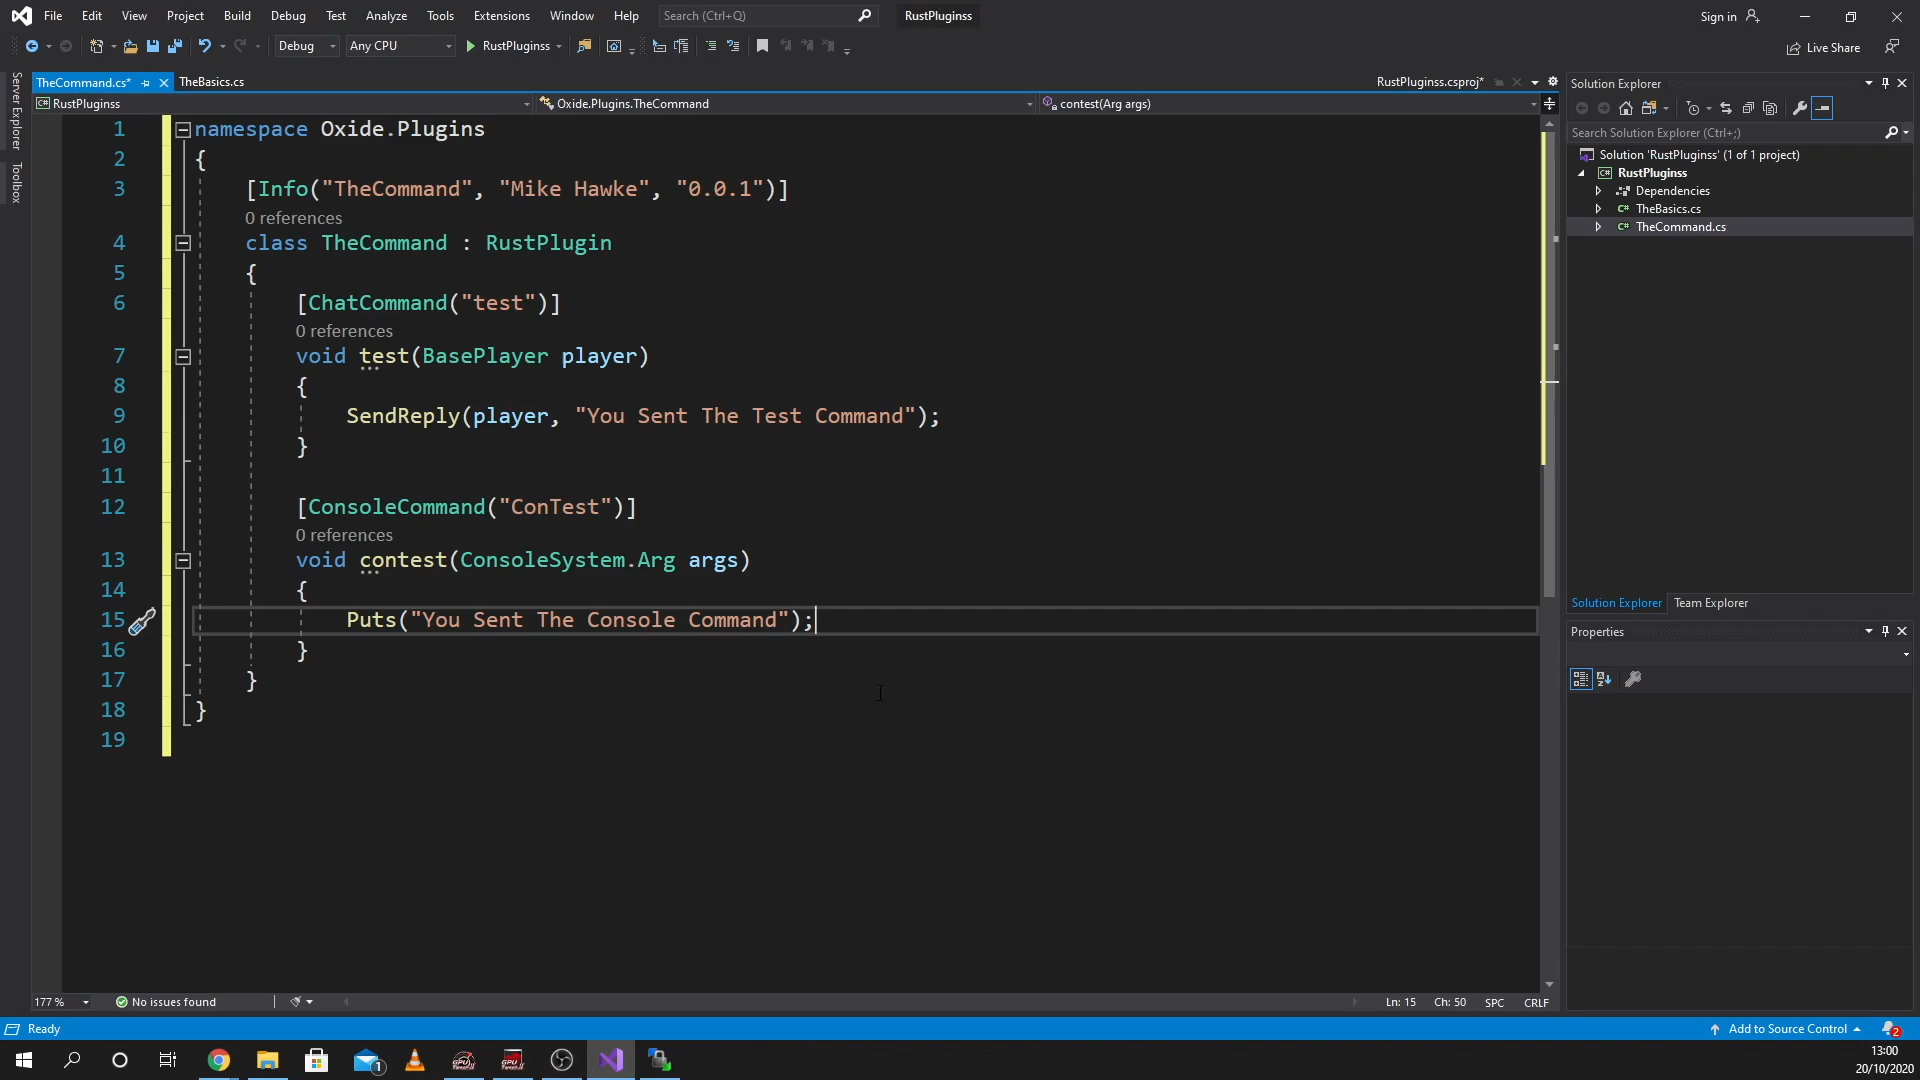 File Edit View Project Build Debug Test Analyze Tools Extensions Window Help Search (Ctrl+Q) RustPluginss Sign in
Debug Any CPU RustPluginss Live Share
Server Explorer
Toolbox
TheCommand.cs* TheBasics.cs RustPluginss.csproj*
RustPluginss Oxide.Plugins.TheCommand contest(Arg args)
1 namespace Oxide.Plugins
2 {
3 [Info("TheCommand", "Mike Hawke", "0.0.1")]
0 references
4 class TheCommand : RustPlugin
5 {
6 [ChatCommand("test")]
0 references
7 void test(BasePlayer player)
8 {
9 SendReply(player, "You Sent The Test Command");
10 }
11
12 [ConsoleCommand("ConTest")]
0 references
13 void contest(ConsoleSystem.Arg args)
14 {
15 Puts("You Sent The Console Command");
16 }
17 }
18 }
19
177 % No issues found Ln: 15 Ch: 50 SPC CRLF
Solution Explorer
Search Solution Explorer (Ctrl+;)
Solution 'RustPluginss' (1 of 1 project)
RustPluginss
Dependencies
TheBasics.cs
TheCommand.cs
Solution Explorer Team Explorer
Properties
Ready Add to Source Control 2
1
13:00
20/10/2020